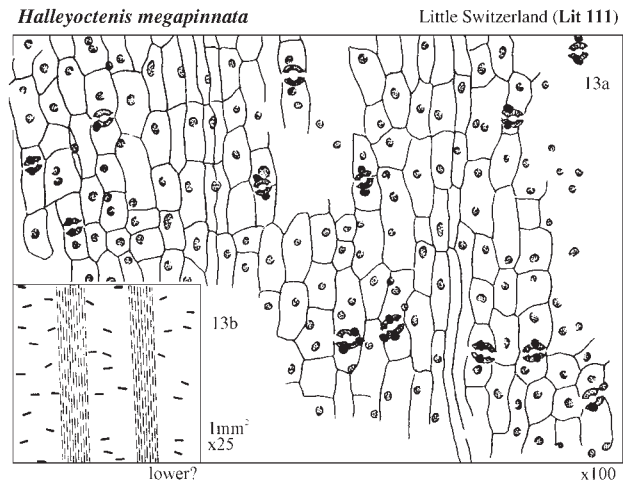 Halleyoctenis megapinnata Little Switzerland (Lit 111)
13a
13b
1mm²
x25
lower? x100